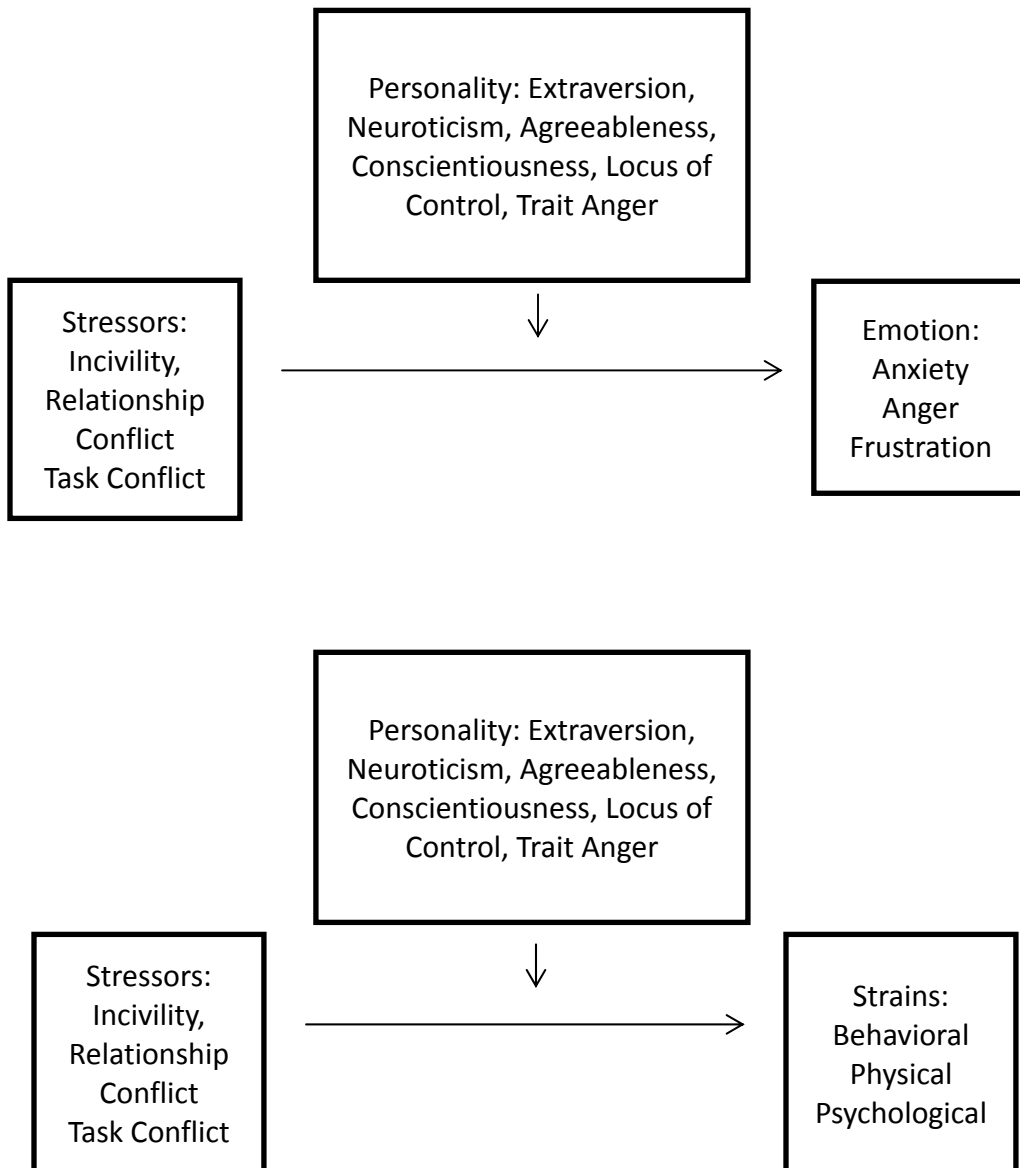 Personality: Extraversion,
Neuroticism, Agreeableness,
Conscientiousness, Locus of
Control, Trait Anger
Stressors:
Incivility,
Relationship
Conflict
Task Conflict
Emotion:
Anxiety
Anger
Frustration
Personality: Extraversion,
Neuroticism, Agreeableness,
Conscientiousness, Locus of
Control, Trait Anger
Stressors:
Incivility,
Relationship
Conflict
Task Conflict
Strains:
Behavioral
Physical
Psychological